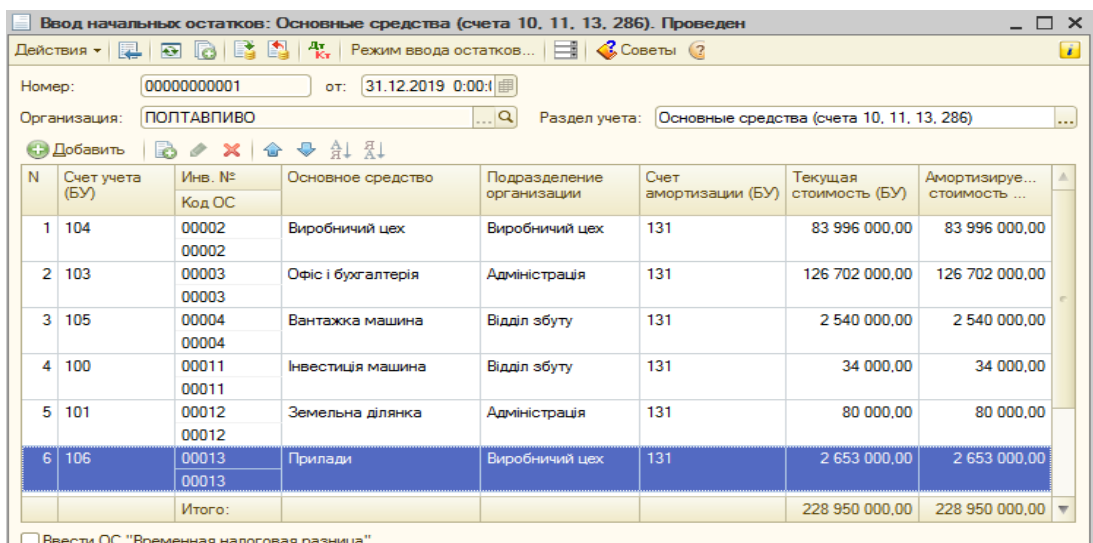 Ввод начальных остатков: Основные средства (счета 10, 11, 13, 286). Проведен
Действия Дт Кт Режим ввода остатков... Советы
Номер: 00000000001 от: 31.12.2019 0:00:(
Организация: ПОЛТАВПИВО ... Раздел учета: Основные средства (счета 10, 11, 13, 286) ...
Добавить
N Счет учета (БУ) Инв. № Основное средство Подразделение организации Счет амортизации (БУ) Текущая стоимость (БУ) Амортизируе... стоимость ...
Код ОС
1 104 00002 Виробничий цех Виробничий цех 131 83 996 000,00 83 996 000,00
00002
2 103 00003 Офіс і бухгалтерія Адміністрація 131 126 702 000,00 126 702 000,00
00003
3 105 00004 Вантажка машина Відділ збуту 131 2 540 000,00 2 540 000,00
00004
4 100 00011 Інвестиція машина Відділ збуту 131 34 000,00 34 000,00
00011
5 101 00012 Земельна ділянка Адміністрація 131 80 000,00 80 000,00
00012
6 106 00013 Прилади Виробничий цех 131 2 653 000,00 2 653 000,00
00013
Итого: 228 950 000,00 228 950 000,00
Ввести ОС "Временная налоговая разница"